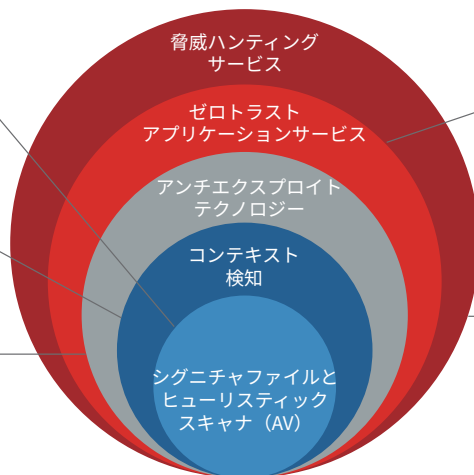 脅威ハンティング
サービス
ゼロトラスト
アプリケーションサービス
アンチエクスプロイト
テクノロジー
コンテキスト
検知
シグニチャファイルと
ヒューリスティック
スキャナ（AV）